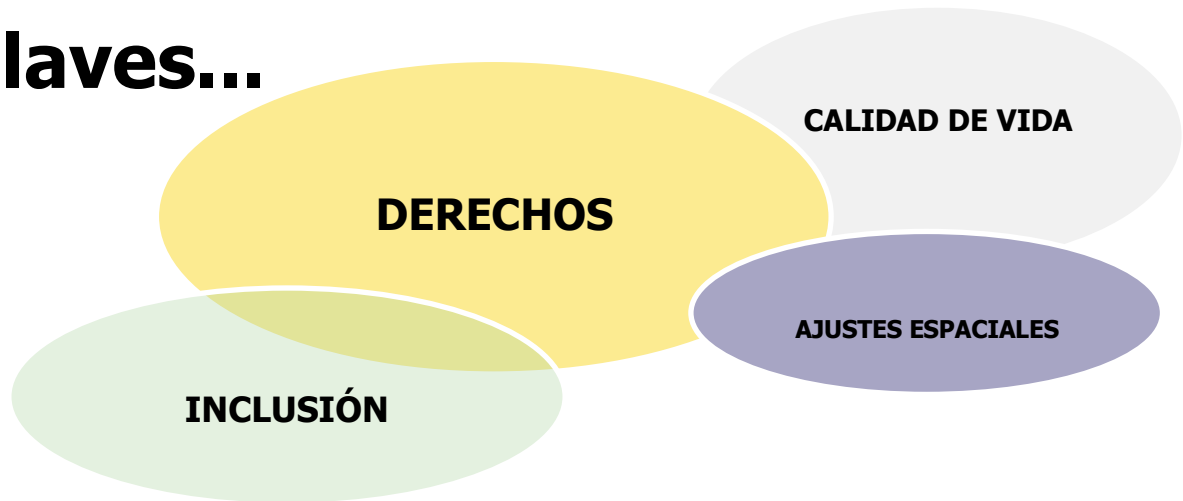 laves...
CALIDAD DE VIDA
DERECHOS
AJUSTES ESPACIALES
INCLUSIÓN